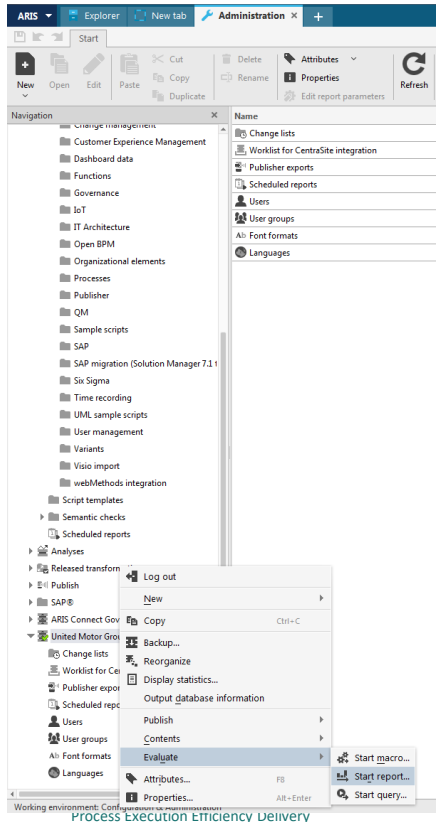 ARIS Explorer New tab Administration
Start
New Open Edit Paste Cut Copy Duplicate Delete Rename Attributes Properties Edit report parameters Refresh
Navigation
Name
Change management
Customer Experience Management
Dashboard data
Functions
Governance
IoT
IT Architecture
Open BPM
Organizational elements
Processes
Publisher
QM
Sample scripts
SAP
SAP migration (Solution Manager 7.1 t
Six Sigma
Time recording
UML sample scripts
User management
Variants
Visio import
webMethods integration
Script templates
Semantic checks
Scheduled reports
Analyses
Released transform
Publish
SAP®
ARIS Connect Gov
United Motor Grou
Change lists
Worklist for Ce
Publisher expor
Scheduled repo
Users
User groups
Ab Font formats
Languages
Change lists
Worklist for CentraSite integration
Publisher exports
Scheduled reports
Users
User groups
Ab Font formats
Languages
Log out
New
Copy Ctrl+C
Backup...
Reorganize
Display statistics...
Output database information
Publish
Contents
Evaluate
Attributes... F8
Properties... Alt+Enter
Start macro...
Start report...
Start query...
Working environment: Configuration & Administration
Process Execution Efficiency Delivery